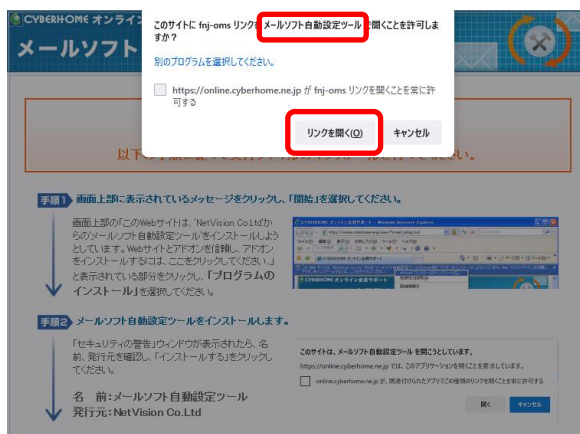 CYBERHOME オンライン
メールソフト
このサイトに fnj-oms リンクを メールソフト自動設定ツール で開くことを許可しま
すか？
別のプログラムを選択してください。
https://online.cyberhome.ne.jp が fnj-oms リンクを開くことを常に許
可する
リンクを開く(O)
キャンセル
手順1 画面上部に表示されているメッセージをクリックし、「開始」を選択してください。
画面上部の「このWebサイトは、'NetVision Co.Ltd'か
らのメールソフト自動設定ツールをインストールしよう
としています。Webサイトとアドオンを信頼し、アドオン
をインストールするには、ここをクリックしてください...」
と表示されている部分をクリックし、「プログラムの
インストール」を選択してください。
手順2 メールソフト自動設定ツールをインストールします。
「セキュリティの警告」ウィンドウが表示されたら、名
前、発行元を確認し、「インストールする」をクリックし
てください。
名 前:メールソフト自動設定ツール
発行元:NetVision Co.Ltd
このサイトは、メールソフト自動設定ツール を開こうとしています。
https://online.cyberhome.ne.jp では、このアプリケーションを開くことを要求しています。
online.cyberhome.ne.jp が、関連付けられたアプリでこの種類のリンクを開くことを常に許可する
開く
キャンセル